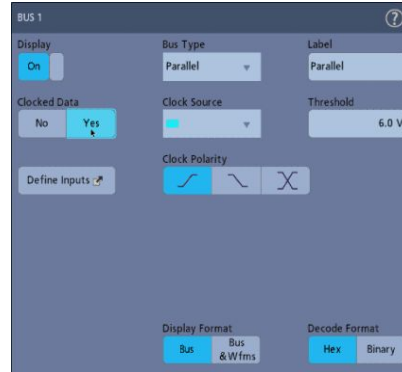 BUS 1
?
Display
Bus Type
Label
On
Parallel
Parallel
Clocked Data
Clock Source
Threshold
No
Yes
6.0 V
Define Inputs
Clock Polarity
Display Format
Decode Format
Bus
Bus
& Wfms
Hex
Binary